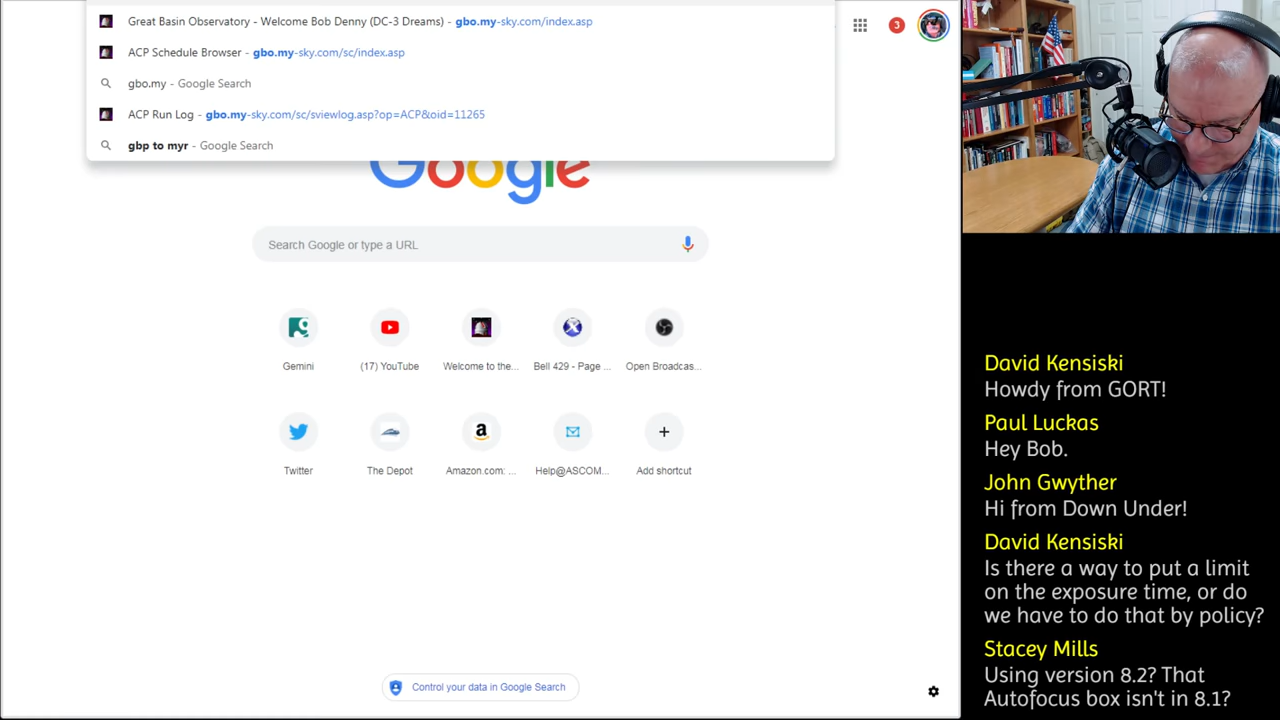 Great Basin Observatory - Welcome Bob Denny (DC-3 Dreams) - gbo.my-sky.com/index.asp
3
ACP Schedule Browser - gbo.my-sky.com/sc/index.asp
gbo.my - Google Search
ACP Run Log - gbo.my-sky.com/sc/sviewlog.asp?op=ACP&oid=11265
gbp to myr - Google Search
Google
Search Google or type a URL
Gemini
(17) YouTube
Welcome to the...
Bell 429 - Page ...
Open Broadcas...
Twitter
The Depot
Amazon.com: ...
Help@ASCOM...
Add shortcut
Control your data in Google Search
David Kensiski
Howdy from GORT!
Paul Luckas
Hey Bob.
John Gwyther
Hi from Down Under!
David Kensiski
Is there a way to put a limit
on the exposure time, or do
we have to do that by policy?
Stacey Mills
Using version 8.2? That
Autofocus box isn't in 8.1?